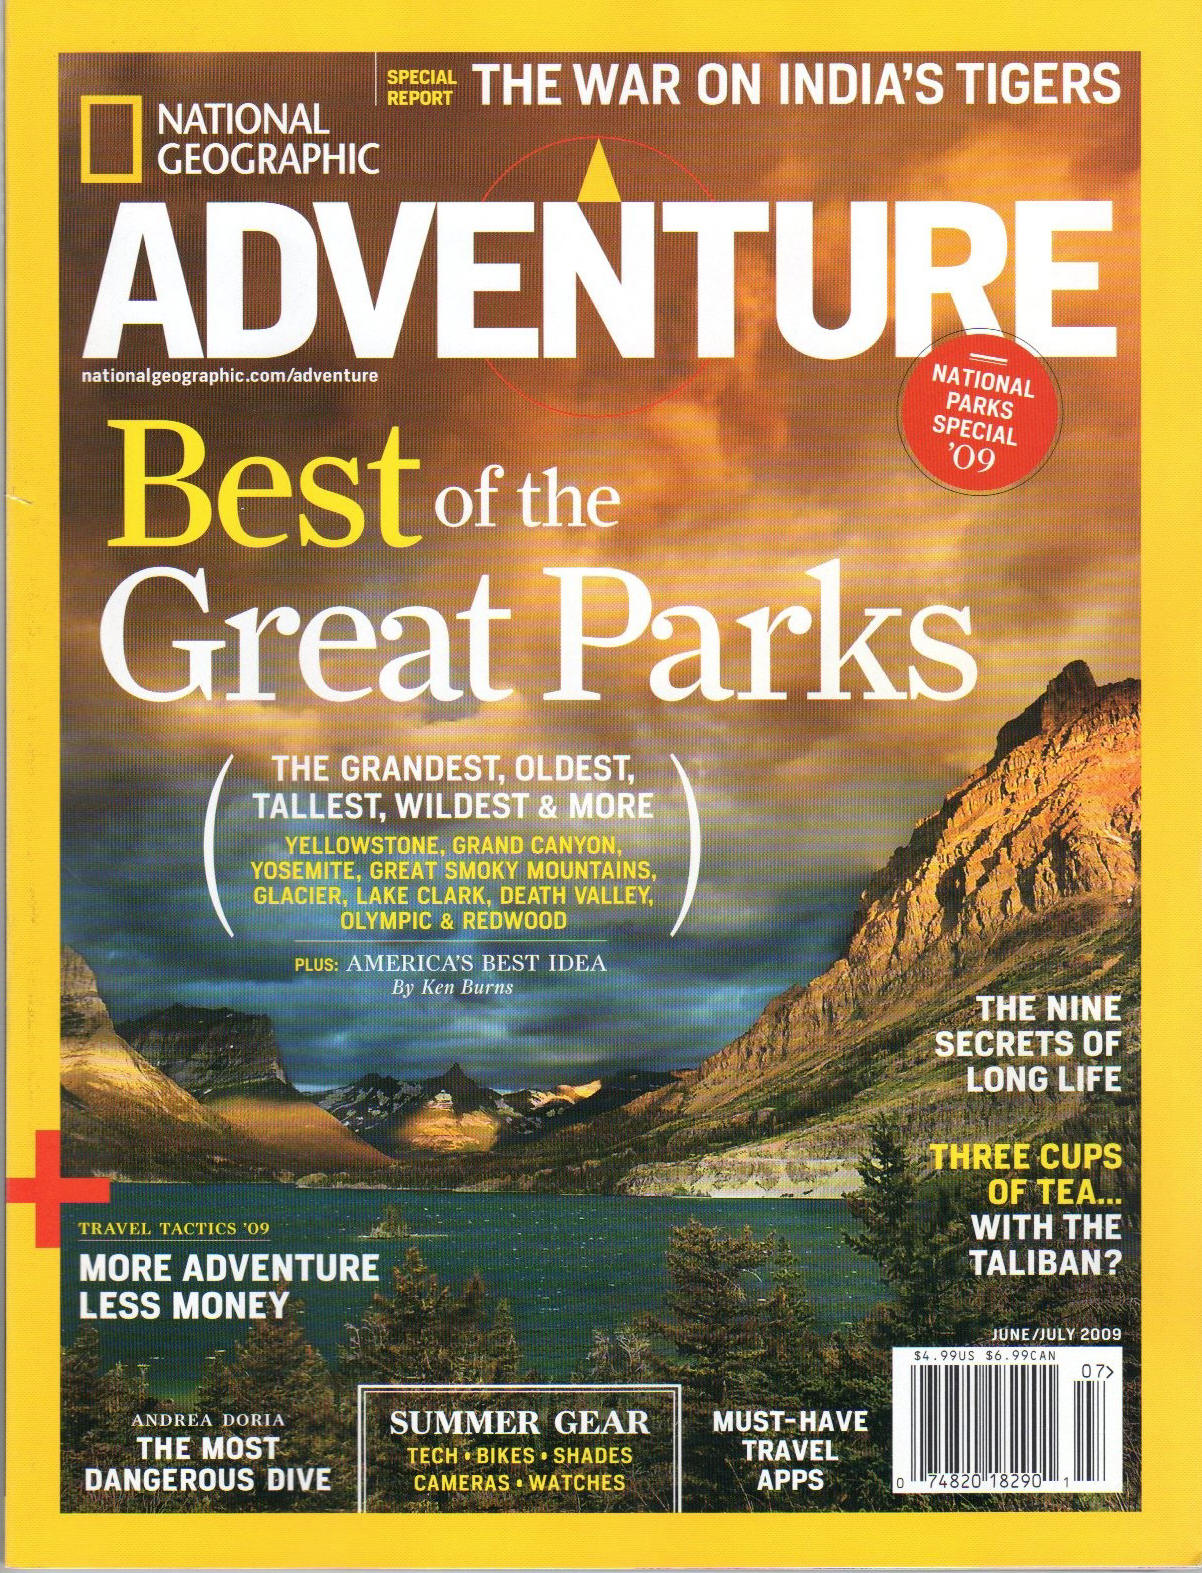 SPECIAL REPORT THE WAR ON INDIA'S TIGERS
NATIONAL
GEOGRAPHIC
ADVENTURE
nationalgeographic.com/adventure
NATIONAL
PARKS
SPECIAL
'09
Best of the
Great Parks
(THE GRANDEST, OLDEST,
TALLEST, WILDEST & MORE
YELLOWSTONE, GRAND CANYON,
YOSEMITE, GREAT SMOKY MOUNTAINS,
GLACIER, LAKE CLARK, DEATH VALLEY,
OLYMPIC & REDWOOD)
PLUS: AMERICA'S BEST IDEA
By Ken Burns
THE NINE
SECRETS OF
LONG LIFE
THREE CUPS
OF TEA...
WITH THE
TALIBAN?
TRAVEL TACTICS '09
MORE ADVENTURE
LESS MONEY
ANDREA DORIA
THE MOST
DANGEROUS DIVE
SUMMER GEAR
TECH • BIKES • SHADES
CAMERAS • WATCHES
MUST-HAVE
TRAVEL
APPS
JUNE/JULY 2009
$4.99US $6.99CAN
07>
0 74820 18290 1